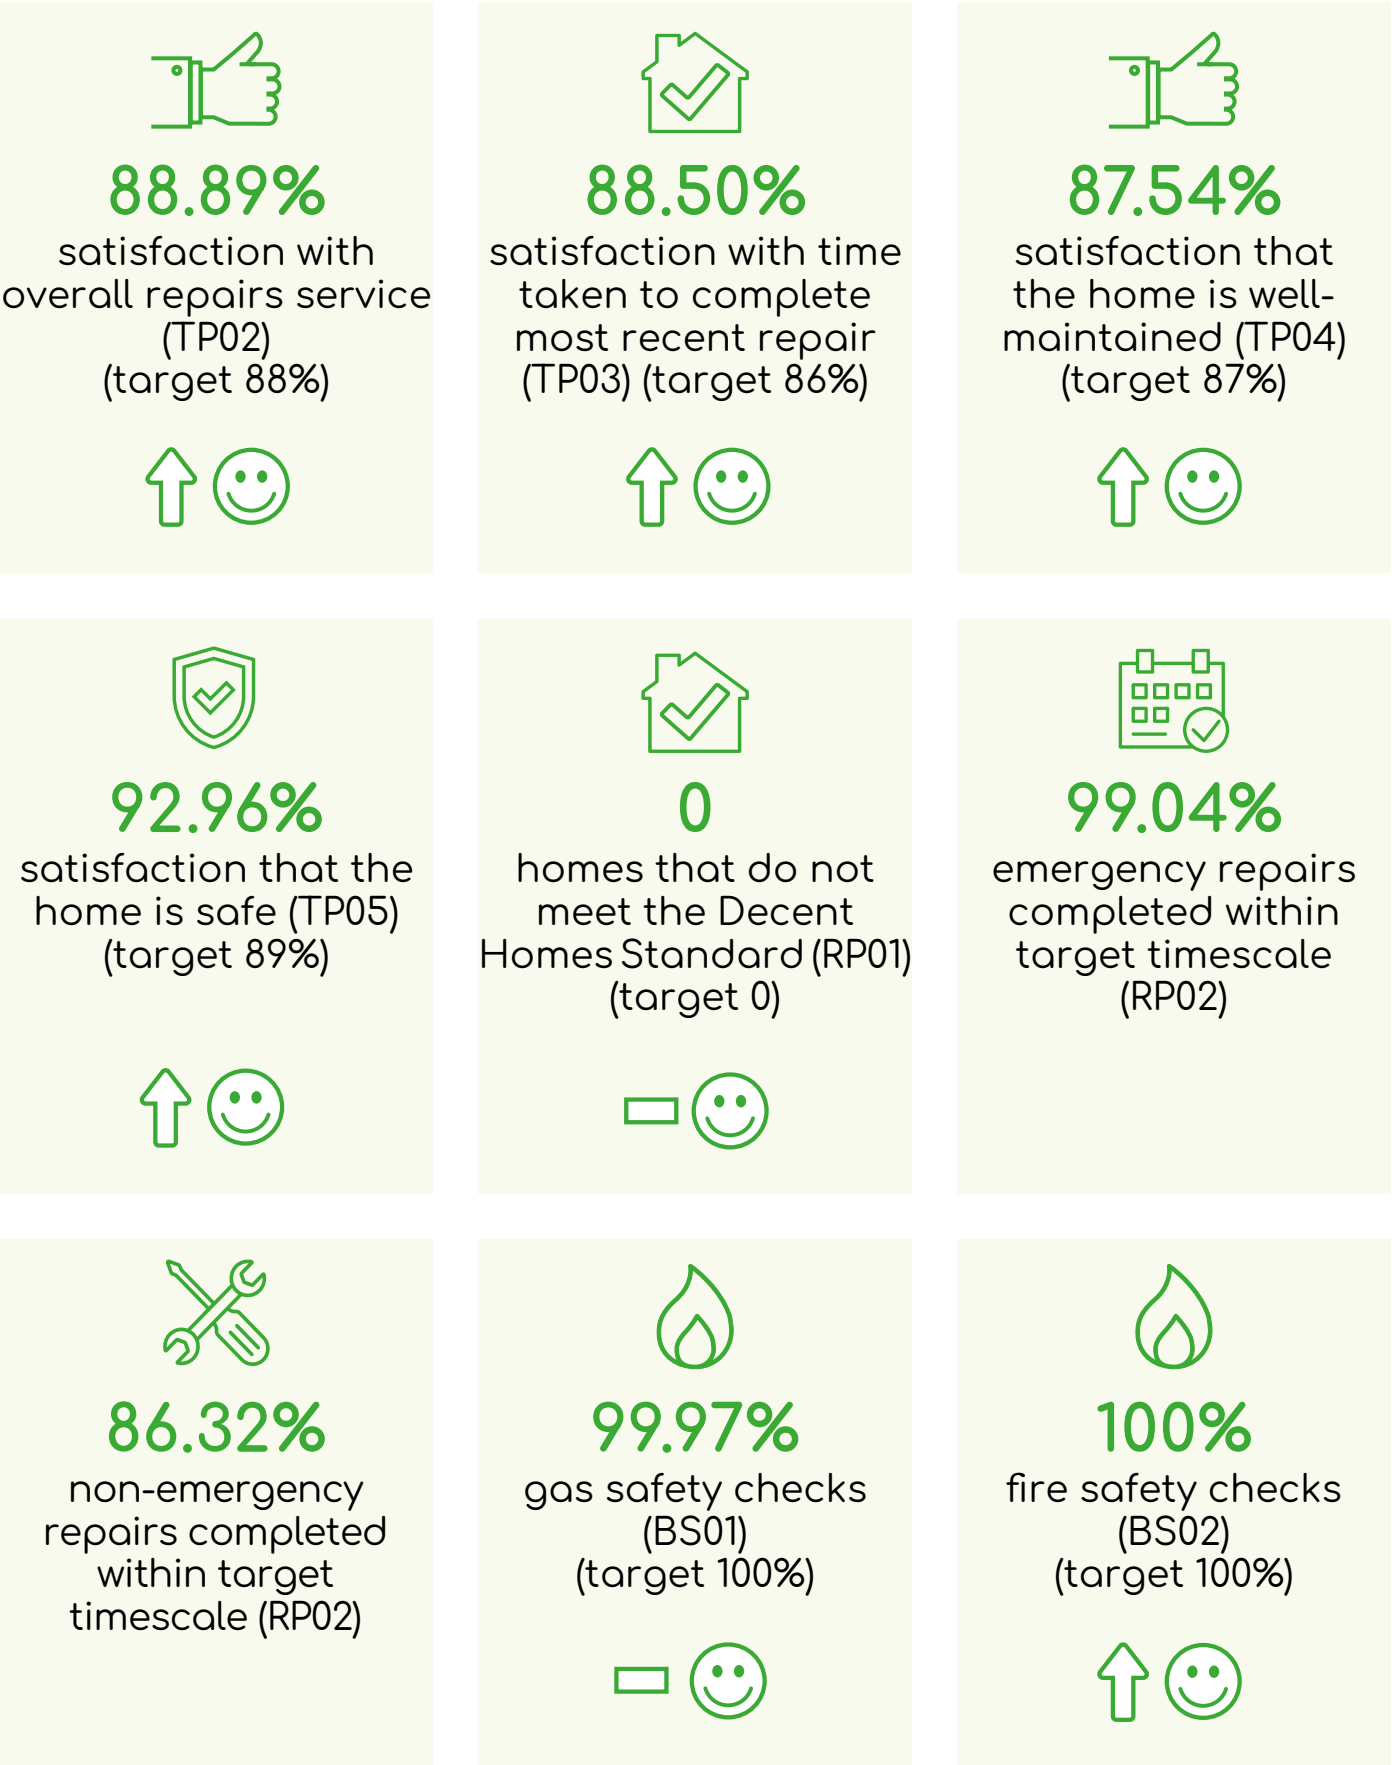 88.89%
satisfaction with
overall repairs service
(TP02)
(target 88%)
88.50%
satisfaction with time
taken to complete
most recent repair
(TP03) (target 86%)
87.54%
satisfaction that
the home is well-
maintained (TP04)
(target 87%)
92.96%
satisfaction that the
home is safe (TP05)
(target 89%)
0
homes that do not
meet the Decent
Homes Standard (RP01)
(target 0)
99.04%
emergency repairs
completed within
target timescale
(RP02)
86.32%
non-emergency
repairs completed
within target
timescale (RP02)
99.97%
gas safety checks
(BS01)
(target 100%)
100%
fire safety checks
(BS02)
(target 100%)